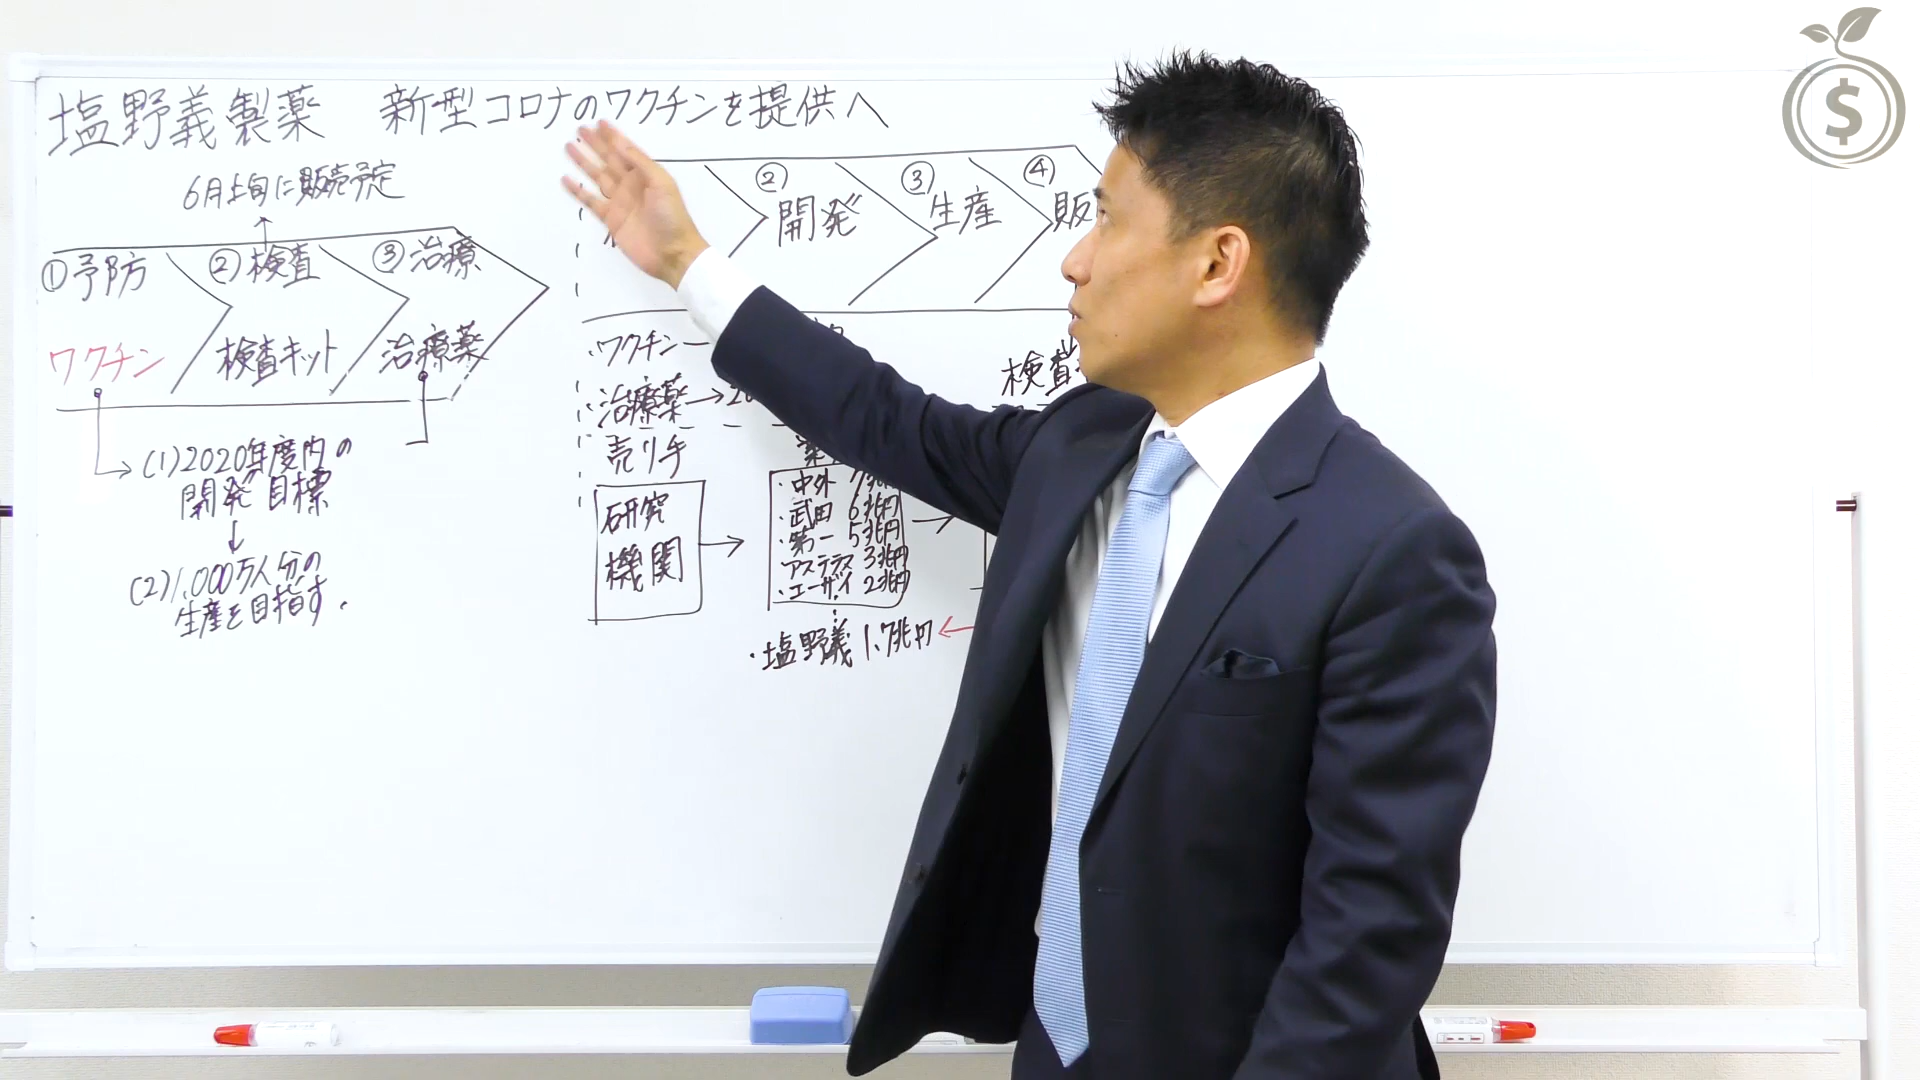 塩野義製薬 新型コロナのワクチンを提供へ
6月上旬に販売予定
①予防 ②検査 ③治療
ワクチン 検査キット 治療薬
(1)2020年度内の
開発目標
(2)1,000万人分の
生産を目指す.
②開発 ③生産 ④販
・ワクチン
・治療薬→
売り手
研究
機関
・中外
・武田 6兆円
・第一 5兆円
・アステラス 3兆円
・エーザイ 2兆円
・塩野義 1.7兆円
検査
$